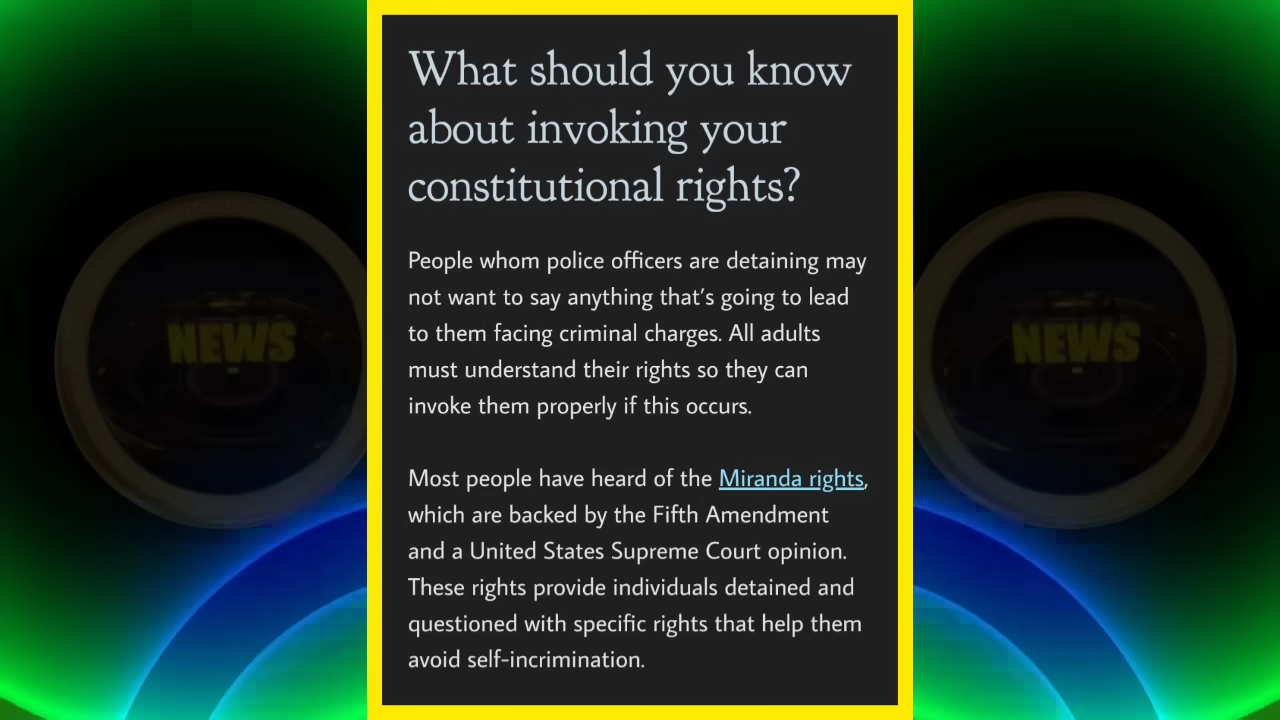 What should you know
about invoking your
constitutional rights?
People whom police officers are detaining may
not want to say anything that's going to lead
to them facing criminal charges. All adults
must understand their rights so they can
invoke them properly if this occurs.
Most people have heard of the Miranda rights,
which are backed by the Fifth Amendment
and a United States Supreme Court opinion.
These rights provide individuals detained and
questioned with specific rights that help them
avoid self-incrimination.
NEWS
NEWS